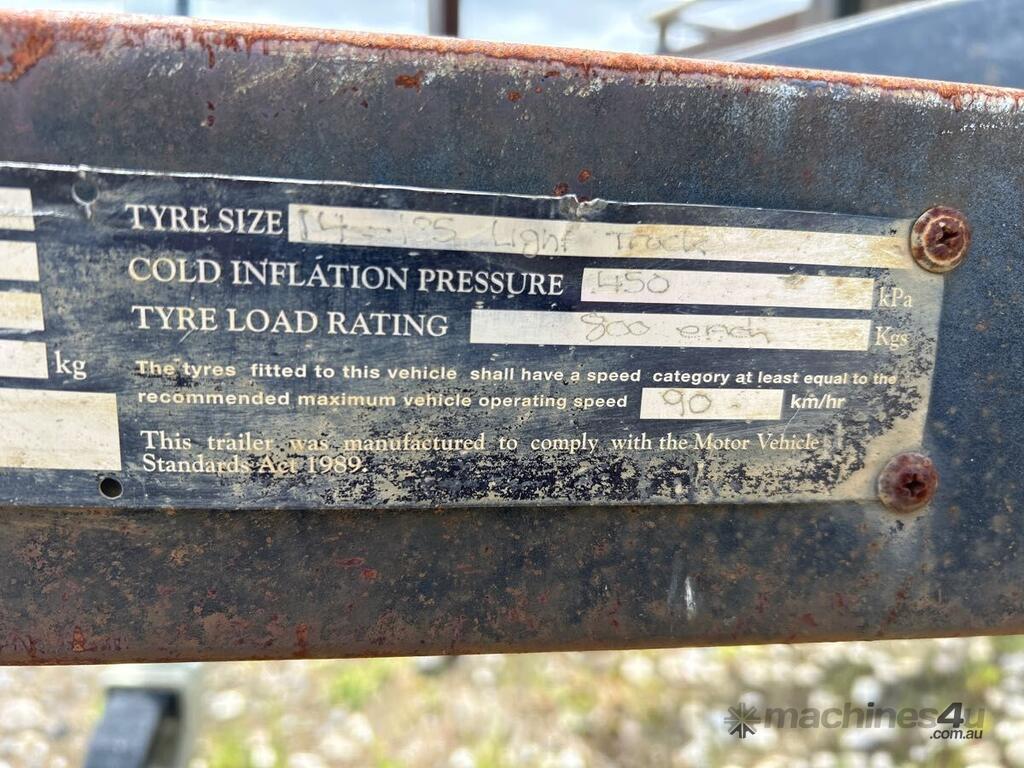 TYRE SIZE 14-185 Light Truck
COLD INFLATION PRESSURE 450 kPa
TYRE LOAD RATING 800 each Kgs
kg
The tyres fitted to this vehicle shall have a speed category at least equal to the
recommended maximum vehicle operating speed 90 km/hr
This trailer was manufactured to comply with the Motor Vehicle
Standards Act 1989.
machines4u
.com.au